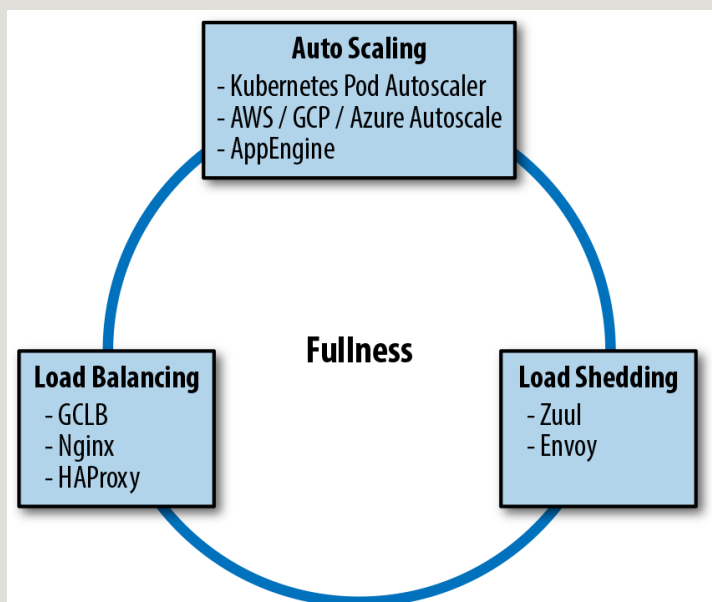 Auto Scaling
- Kubernetes Pod Autoscaler
- AWS / GCP / Azure Autoscale
- AppEngine
Fullness
Load Balancing
- GCLB
- Nginx
- HAProxy
Load Shedding
- Zuul
- Envoy